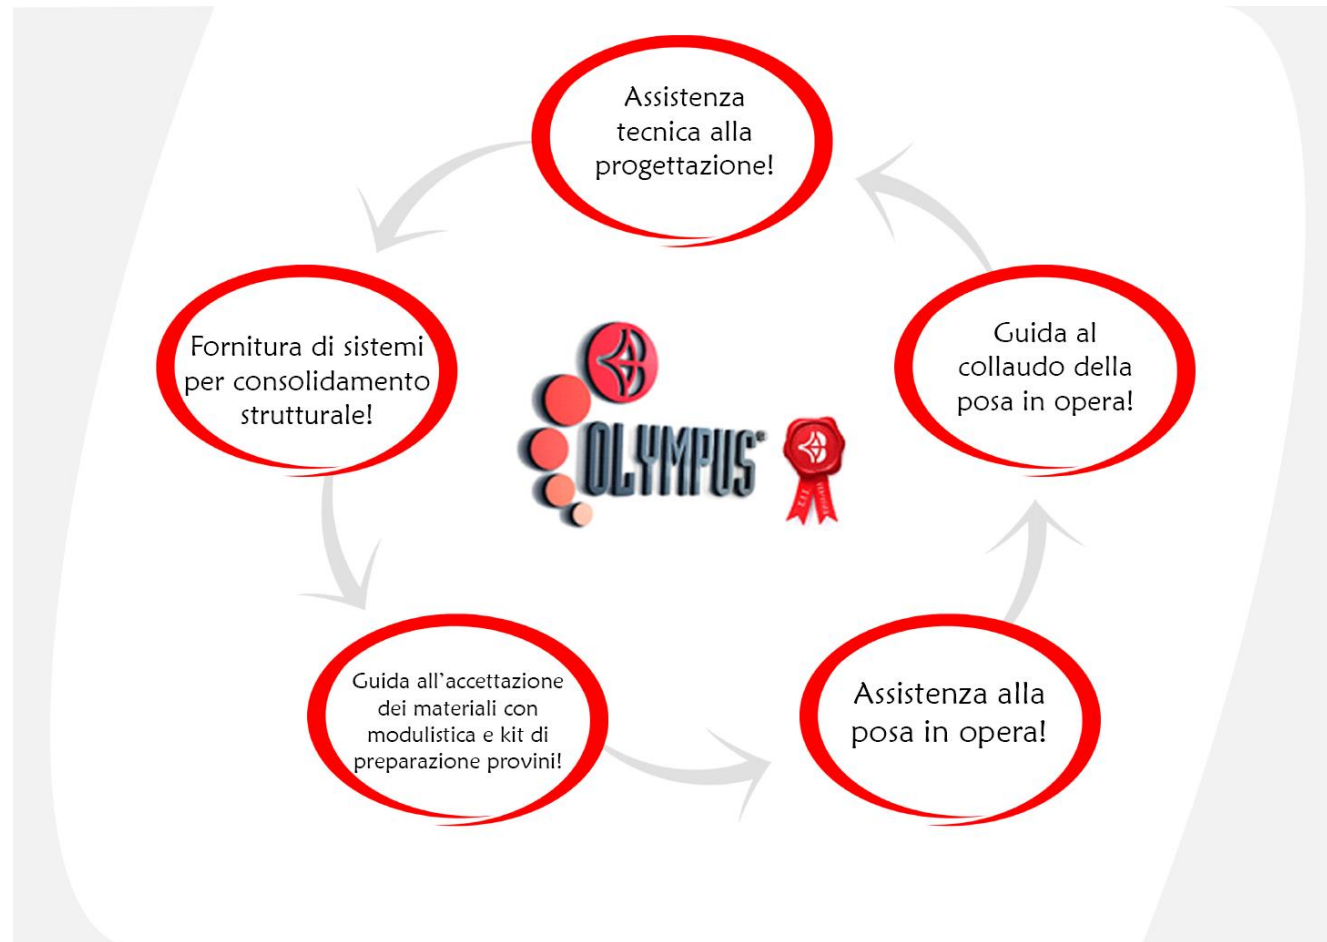 Assistenza
tecnica alla
progettazione!
Fornitura di sistemi
per consolidamento
strutturale!
Guida all'accettazione
dei materiali con
modulistica e kit di
preparazione provini!
Assistenza alla
posa in opera!
Guida al
collaudo della
posa in opera!
OLYMPUS®